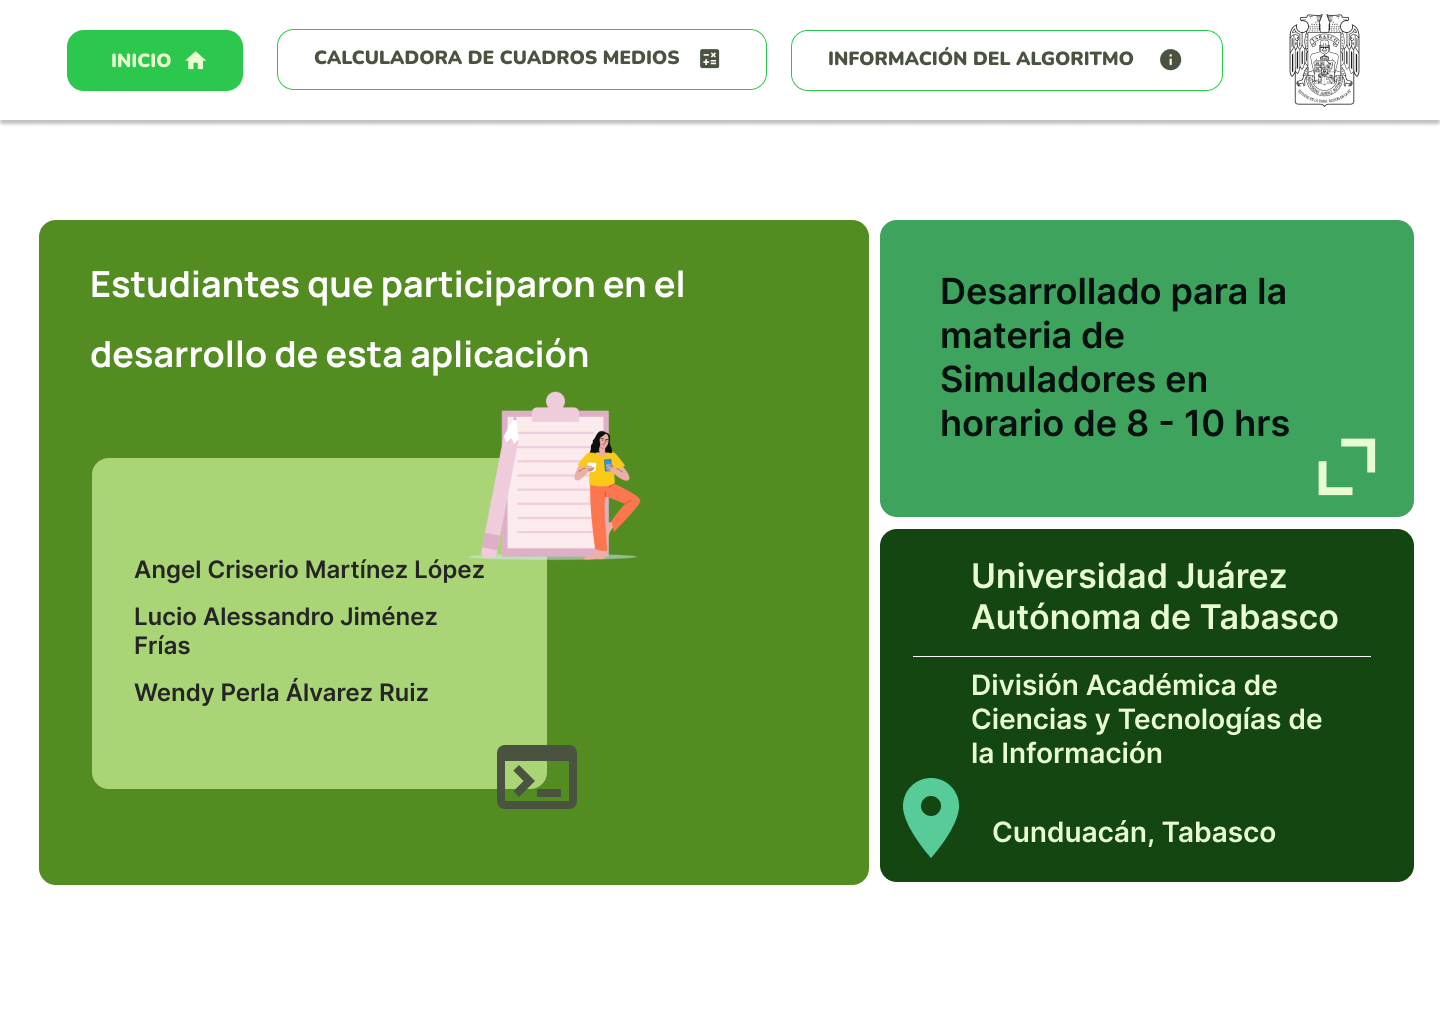 INICIO
CALCULADORA DE CUADROS MEDIOS
INFORMACIÓN DEL ALGORITMO
Estudiantes que participaron en el
desarrollo de esta aplicación
Angel Criserio Martínez López
Lucio Alessandro Jiménez
Frías
Wendy Perla Álvarez Ruiz
Desarrollado para la
materia de
Simuladores en
horario de 8 - 10 hrs
Universidad Juárez
Autónoma de Tabasco
División Académica de
Ciencias y Tecnologías de
la Información
Cunduacán, Tabasco